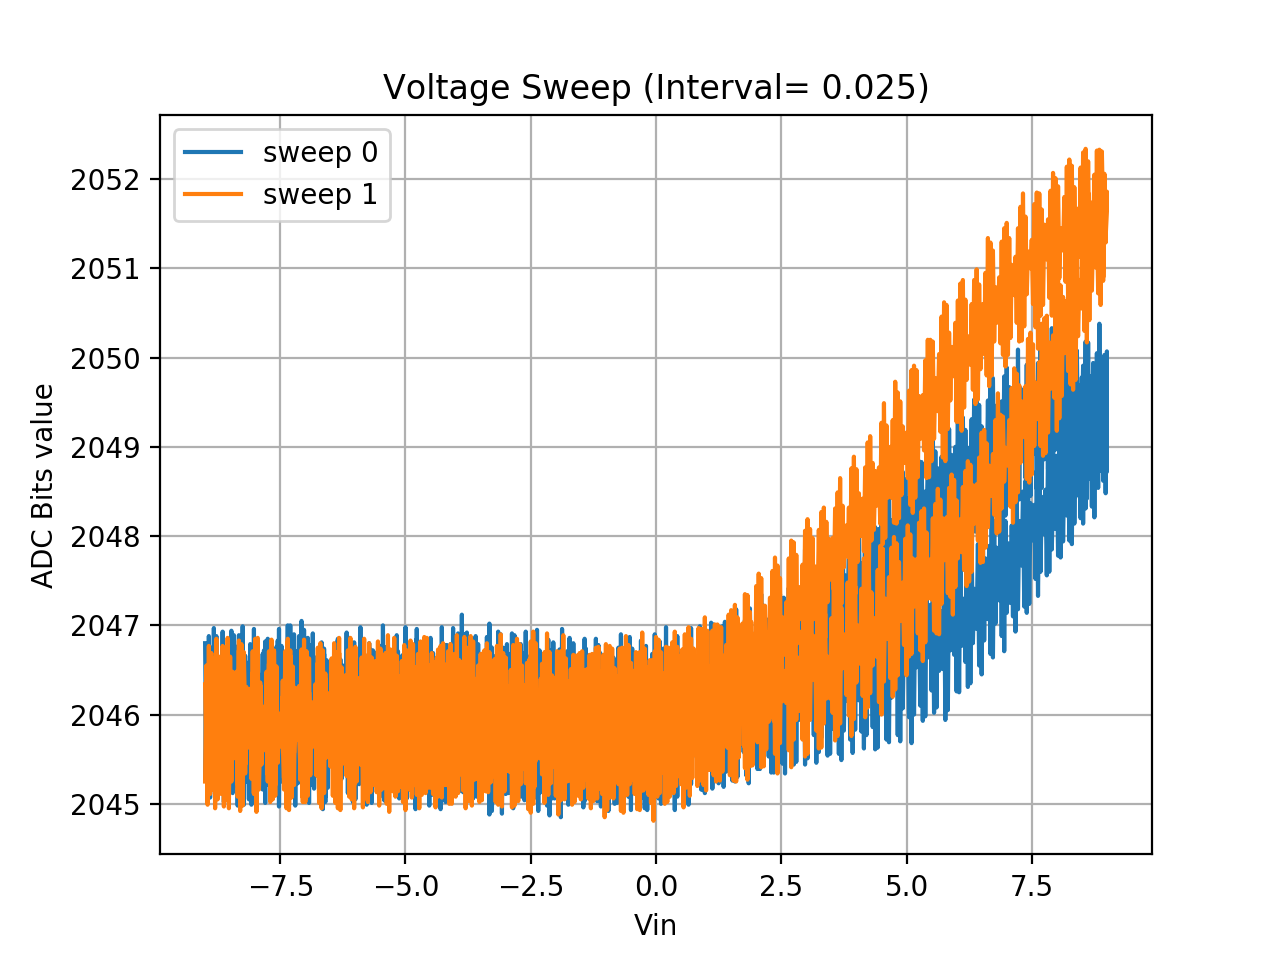 Voltage Sweep (Interval= 0.025)
sweep 0
sweep 1
2052
2051
2050
2049
2048
2047
2046
2045
ADC Bits value
−7.5 −5.0 −2.5 0.0 2.5 5.0 7.5
Vin